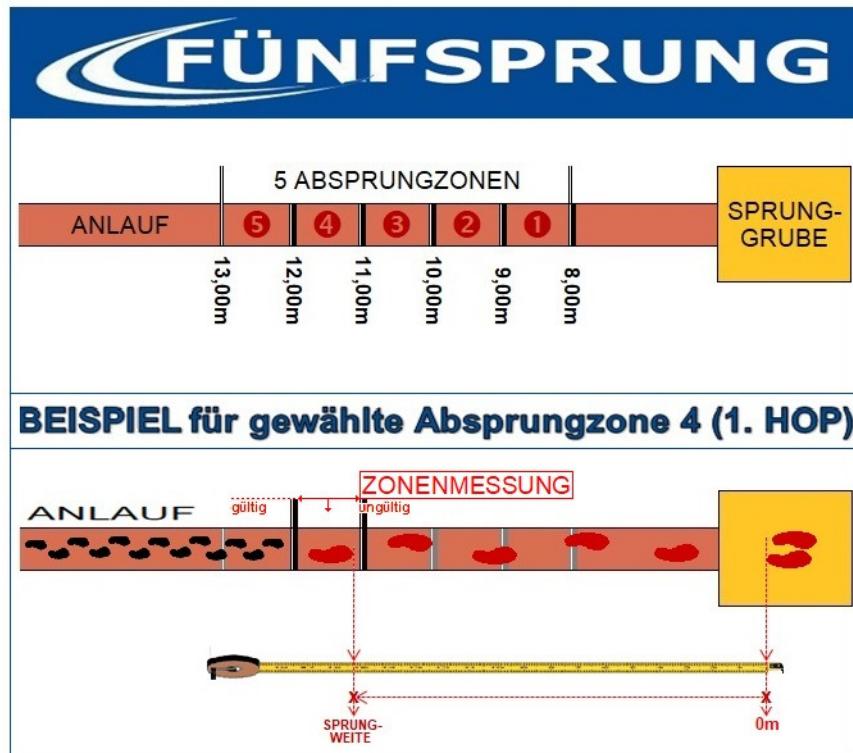 FÜNFSPRUNG
5 ABSPRUNGZONEN
ANLAUF 5 4 3 2 1
SPRUNG-
GRUBE
13,00m 12,00m 11,00m 10,00m 9,00m 8,00m
BEISPIEL für gewählte Absprungzone 4 (1. HOP)
ZONENMESSUNG
gültig ungültig
ANLAUF
SPRUNG-
WEITE
0m